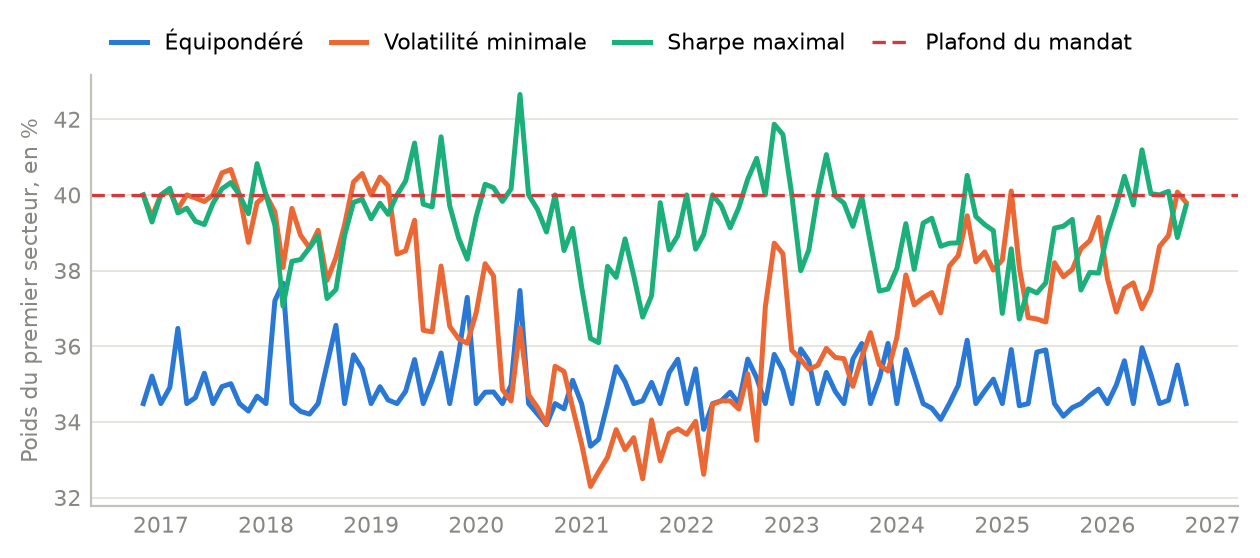 Équipondéré Volatilité minimale Sharpe maximal Plafond du mandat
Poids du premier secteur, en %
42
40
38
36
34
32
2017 2018 2019 2020 2021 2022 2023 2024 2025 2026 2027